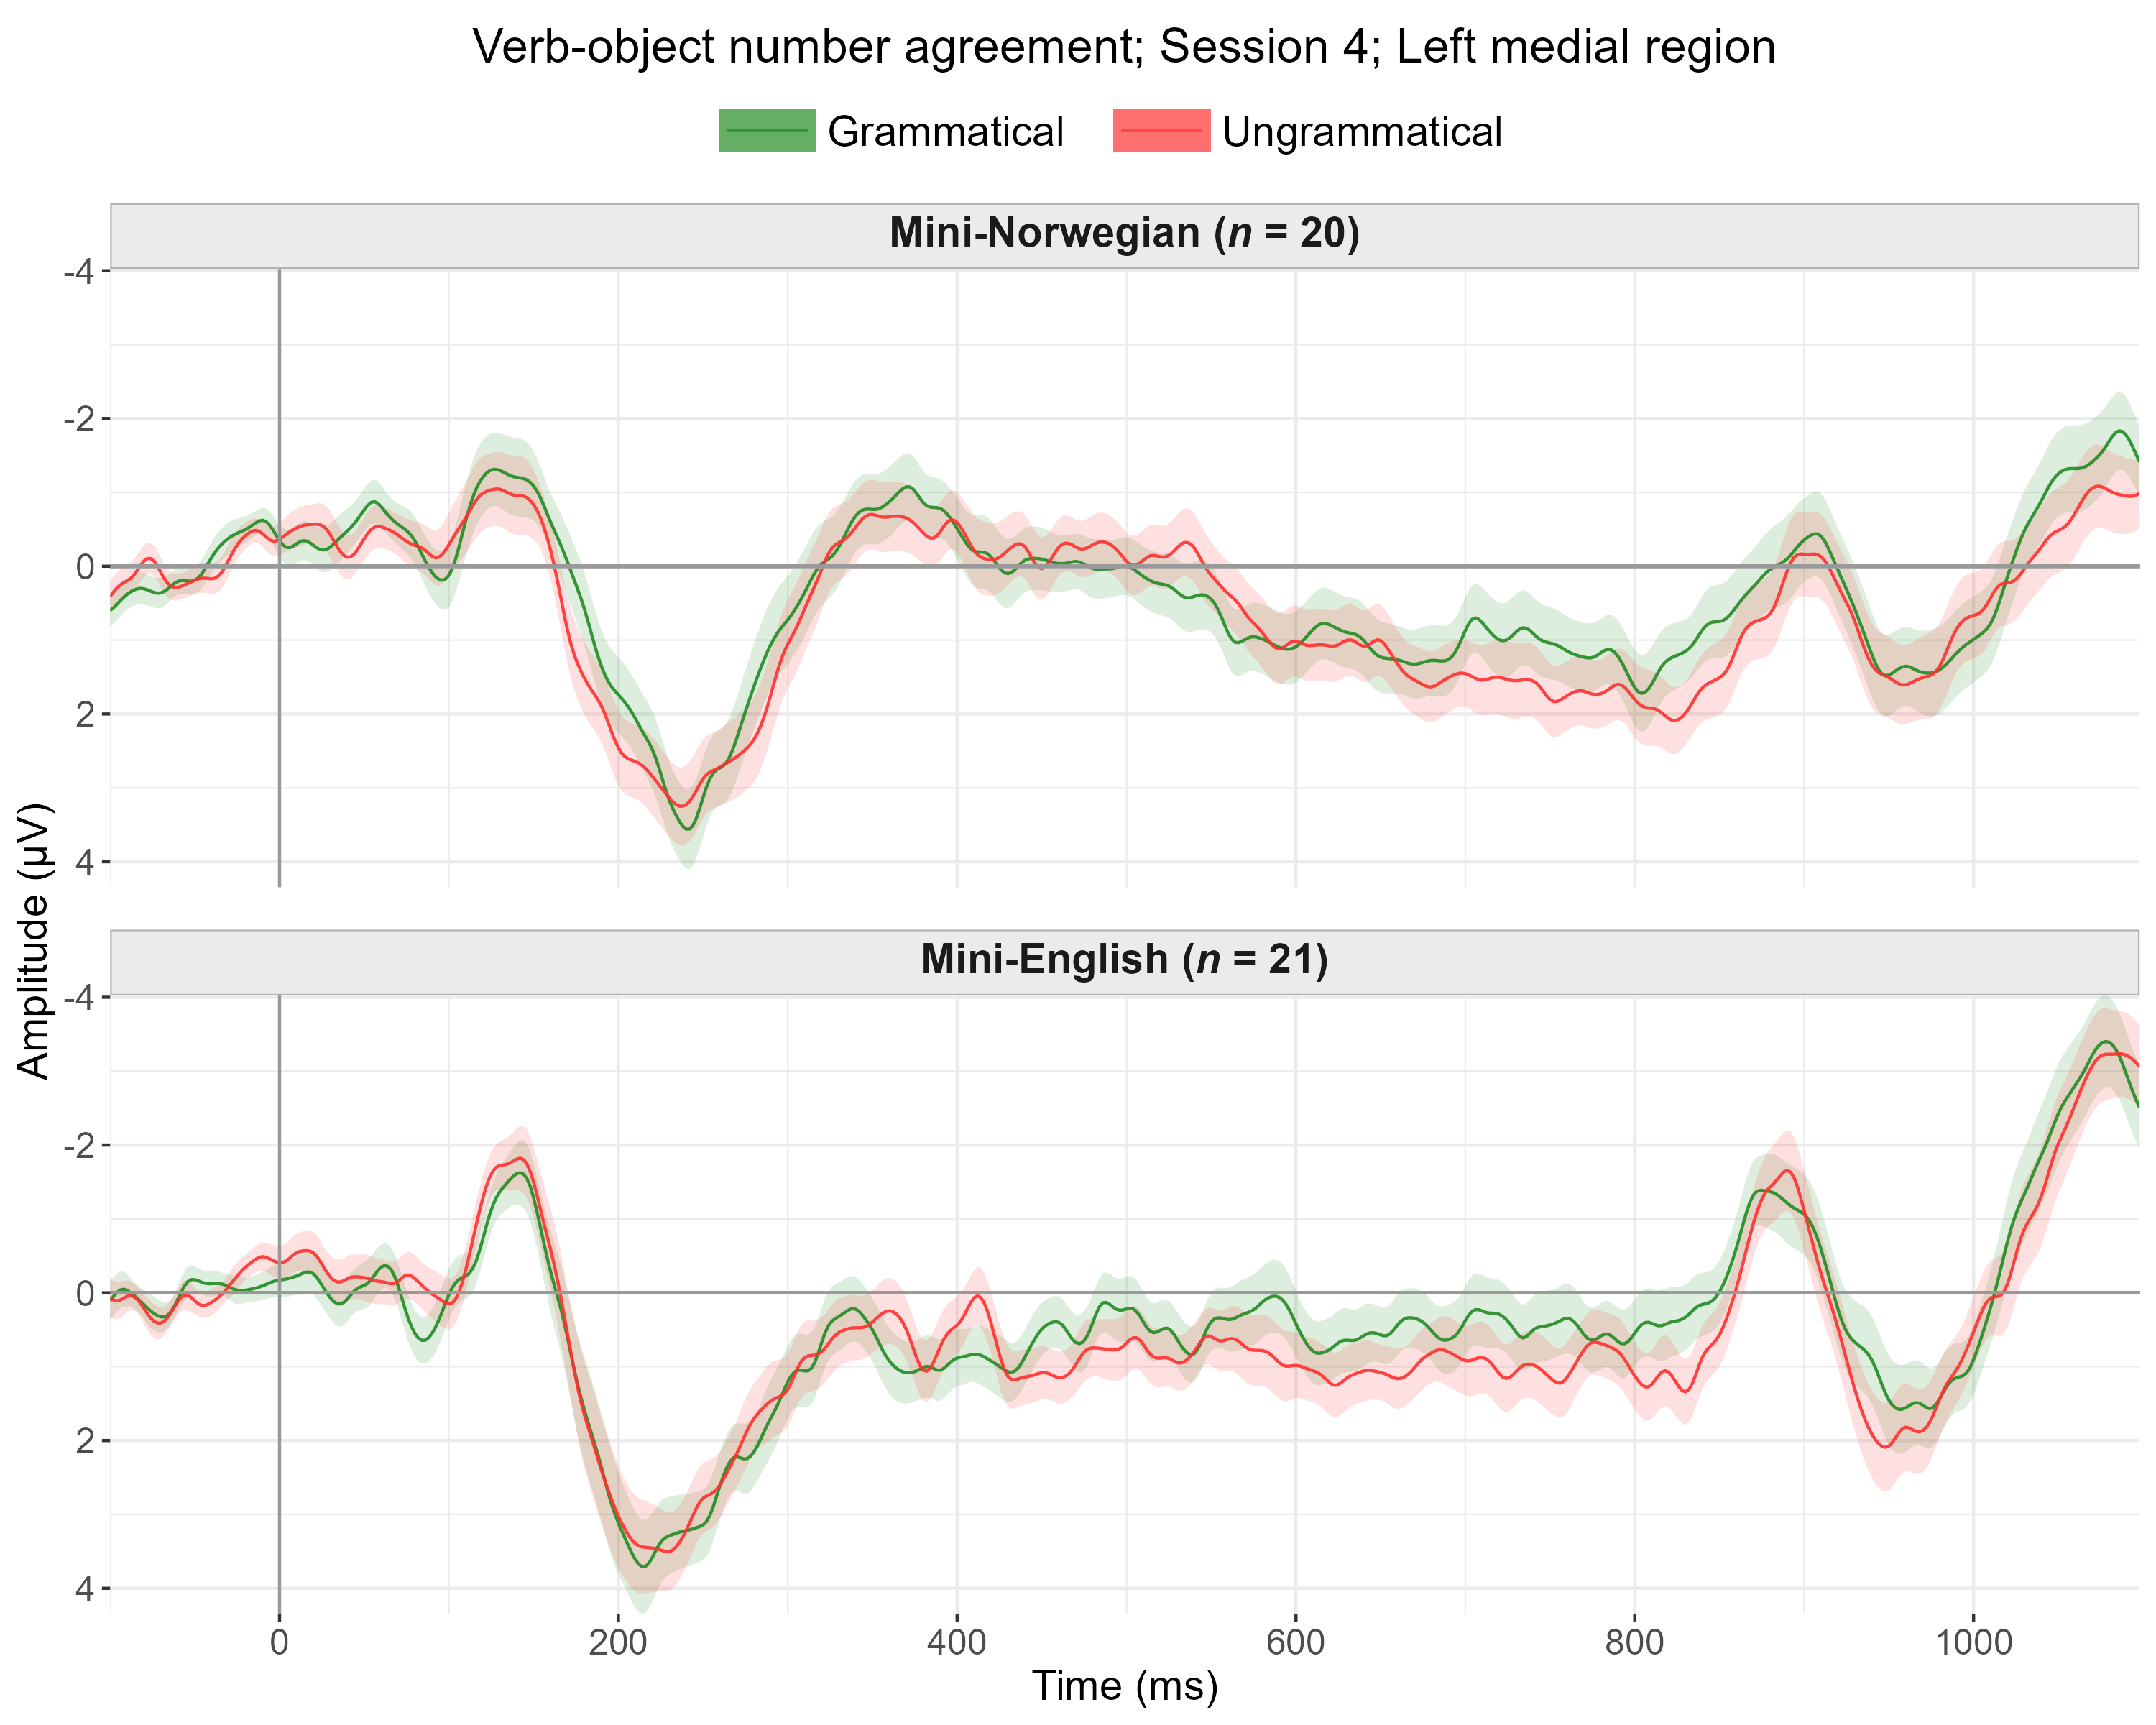 Verb-object number agreement; Session 4; Left medial region
Grammatical Ungrammatical
Mini-Norwegian (n = 20)
-4
-2
0
2
4
Amplitude (µV)
Mini-English (n = 21)
-4
-2
0
2
4
0 200 400 600 800 1000
Time (ms)